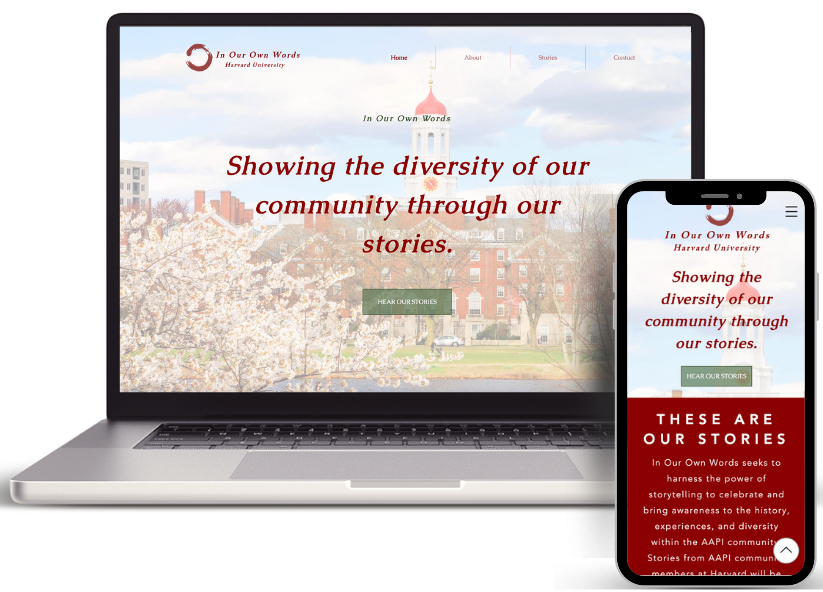 In Our Own Words
Harvard University
Home
About
Stories
Contact
In Our Own Words
Showing the diversity of our
community through our
stories.
HEAR OUR STORIES
In Our Own Words
Harvard University
Showing the
diversity of our
community through
our stories.
HEAR OUR STORIES
THESE ARE
OUR STORIES
In Our Own Words seeks to
harness the power of
storytelling to celebrate and
bring awareness to the history,
experiences, and diversity
within the AAPI community.
Stories from AAPI
members at Harvard will be